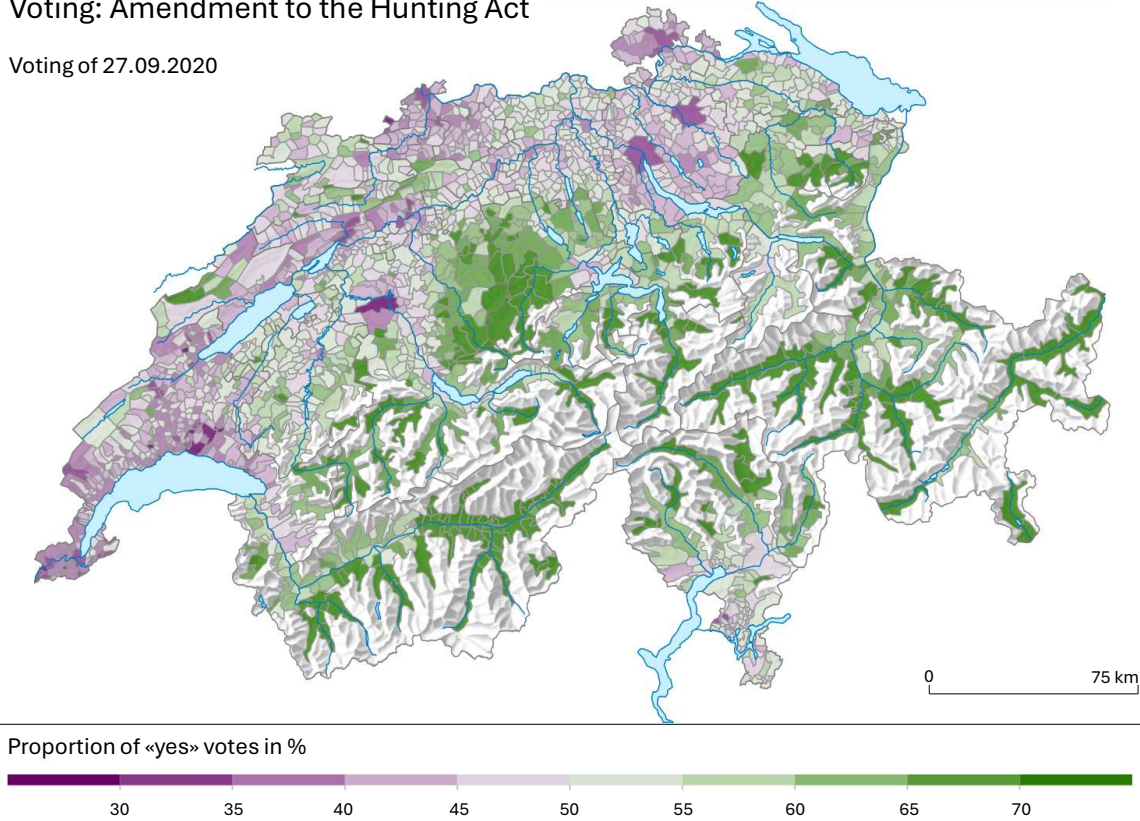 Voting: Amendment to the Hunting Act
Voting of 27.09.2020
0 75 km
Proportion of «yes» votes in %
30 35 40 45 50 55 60 65 70